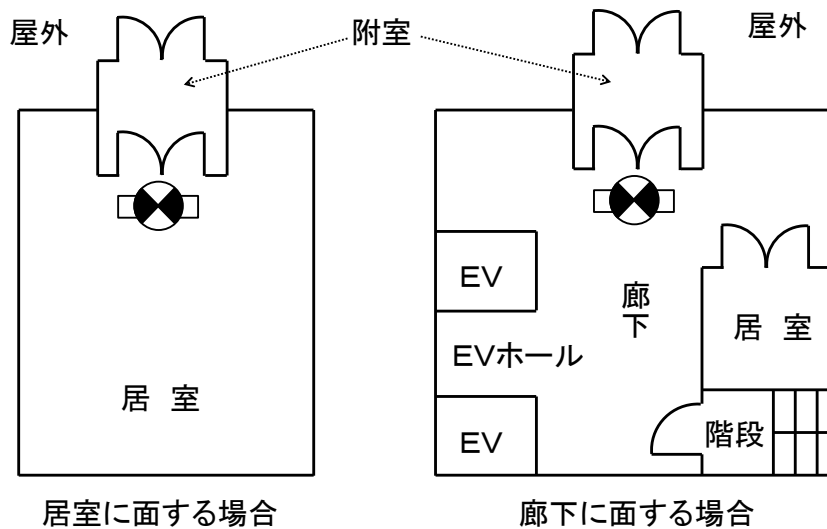 屋外
附室
屋外
EV
廊下
居 室
EVホール
居 室
EV
階段
居室に面する場合
廊下に面する場合